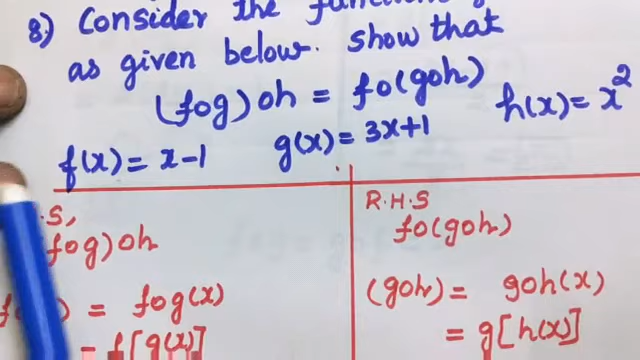 8.) Consider the function
as given below. show that
(fog)oh = fo(goh)
f(x) = x-1 g(x) = 3x+1 h(x) = x²
.S,
fog)oh
= fog(x)
= f[g(x)]
R.H.S
fo(goh)
(goh) = goh(x)
= g[h(x)]